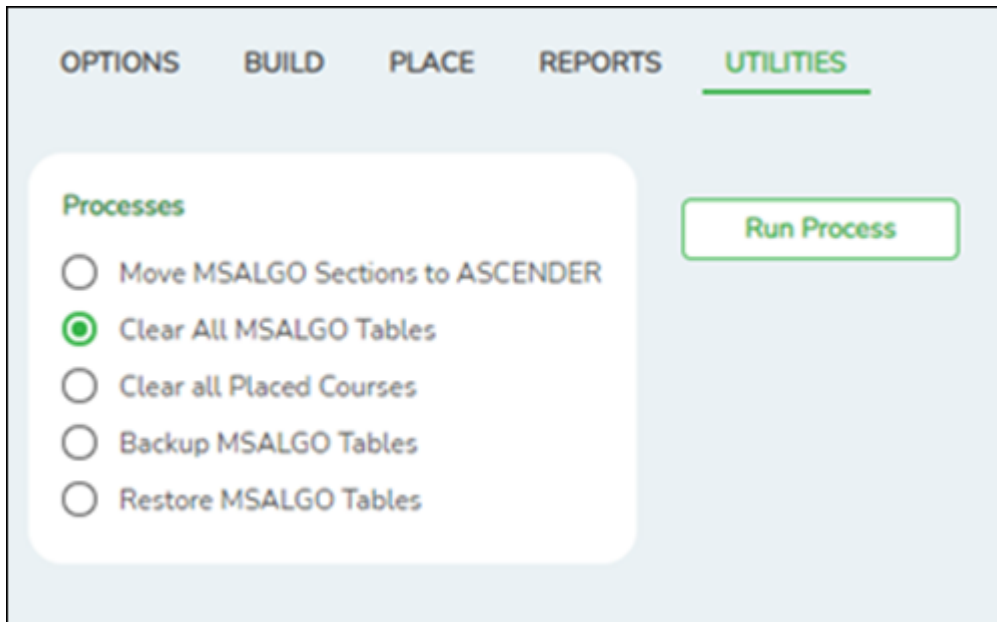 OPTIONS BUILD PLACE REPORTS UTILITIES
Processes
Run Process
Move MSALGO Sections to ASCENDER
Clear All MSALGO Tables
Clear all Placed Courses
Backup MSALGO Tables
Restore MSALGO Tables